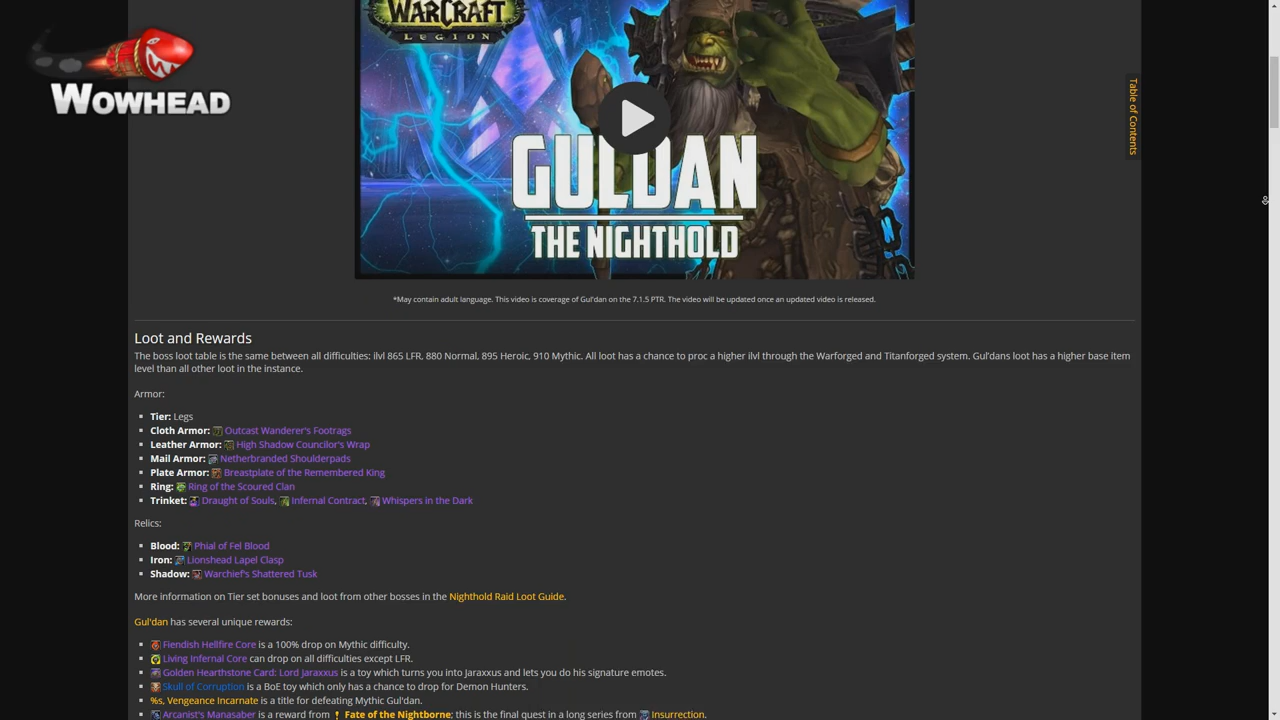 WARCRAFT
LEGION
WOWHEAD
Table of Contents
GULDAN
THE NIGHTHOLD
*May contain adult language. This video is coverage of Gul'dan on the 7.1.5 PTR. The video will be updated once an updated video is released.
Loot and Rewards
The boss loot table is the same between all difficulties: ilvl 865 LFR, 880 Normal, 895 Heroic, 910 Mythic. All loot has a chance to proc a higher ilvl through the Warforged and Titanforged system. Gul'dans loot has a higher base item
level than all other loot in the instance.
Armor:
Tier: Legs
Cloth Armor: Outcast Wanderer's Footrags
Leather Armor: High Shadow Councilor's Wrap
Mail Armor: Netherbranded Shoulderpads
Plate Armor: Breastplate of the Remembered King
Ring: Ring of the Scoured Clan
Trinket: Draught of Souls, Infernal Contract, Whispers in the Dark
Relics:
Blood: Phial of Fel Blood
Iron: Lionshead Lapel Clasp
Shadow: Warchief's Shattered Tusk
More information on Tier set bonuses and loot from other bosses in the Nighthold Raid Loot Guide.
Gul'dan has several unique rewards:
Fiendish Hellfire Core is a 100% drop on Mythic difficulty.
Living Infernal Core can drop on all difficulties except LFR.
Golden Hearthstone Card: Lord Jaraxxus is a toy which turns you into Jaraxxus and lets you do his signature emotes.
Skull of Corruption is a BoE toy which only has a chance to drop for Demon Hunters.
%s, Vengeance Incarnate is a title for defeating Mythic Gul'dan.
Arcanist's Manasaber is a reward from Fate of the Nightborne; this is the final quest in a long series from Insurrection.